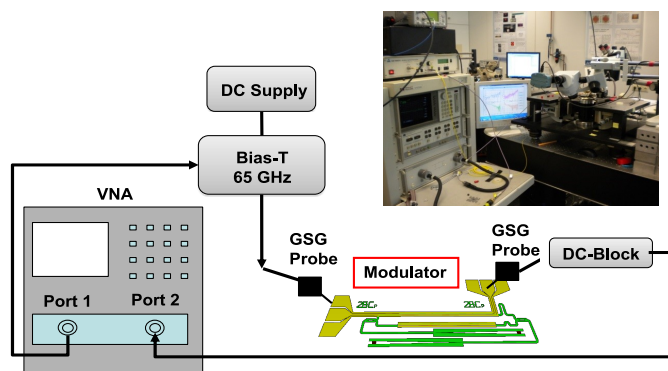 DC Supply
Bias-T
65 GHz
VNA
GSG
Probe
GSG
Probe
DC-Block
Modulator
Port 1
Port 2